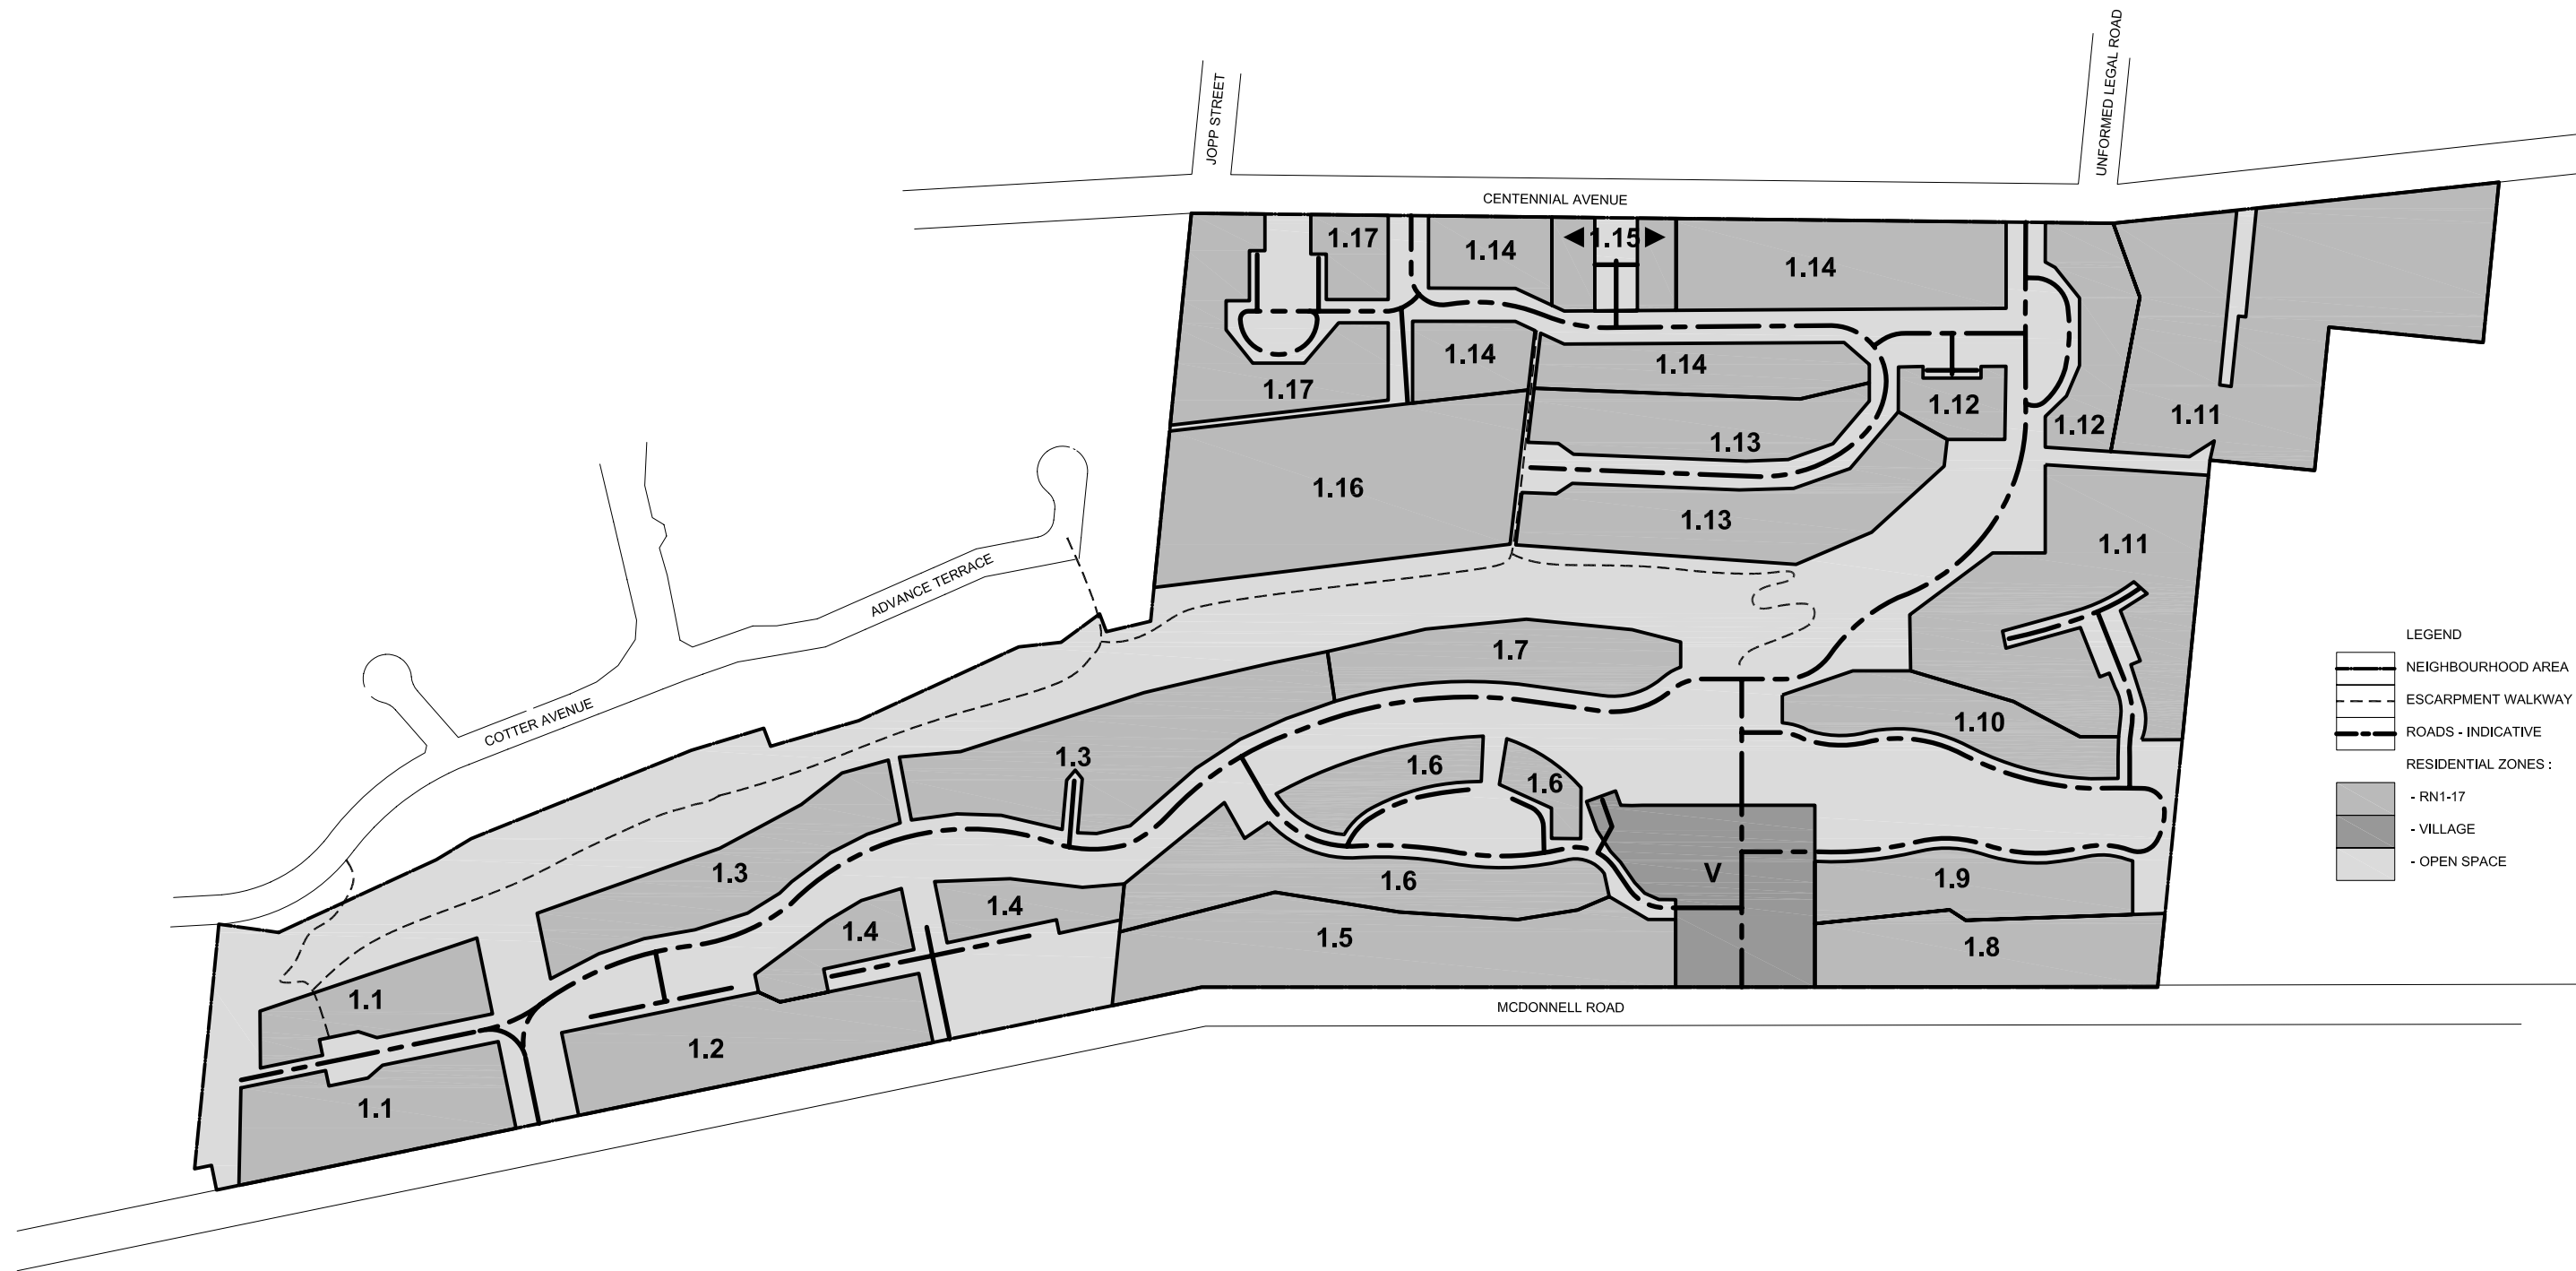 UNFORMED LEGAL ROAD
JOPP STREET
CENTENNIAL AVENUE
1.17
1.14
1.15
1.14
1.14
1.14
1.17
1.12
1.12
1.11
1.13
1.16
1.13
1.11
ADVANCE TERRACE
COTTER AVENUE
1.7
1.10
1.3
1.6
1.6
1.3
V
1.6
1.9
1.4
1.4
1.5
1.8
1.1
1.2
1.1
MCDONNELL ROAD
LEGEND
NEIGHBOURHOOD AREA
ESCARPMENT WALKWAY
ROADS - INDICATIVE
RESIDENTIAL ZONES :
- RN1-17
- VILLAGE
- OPEN SPACE